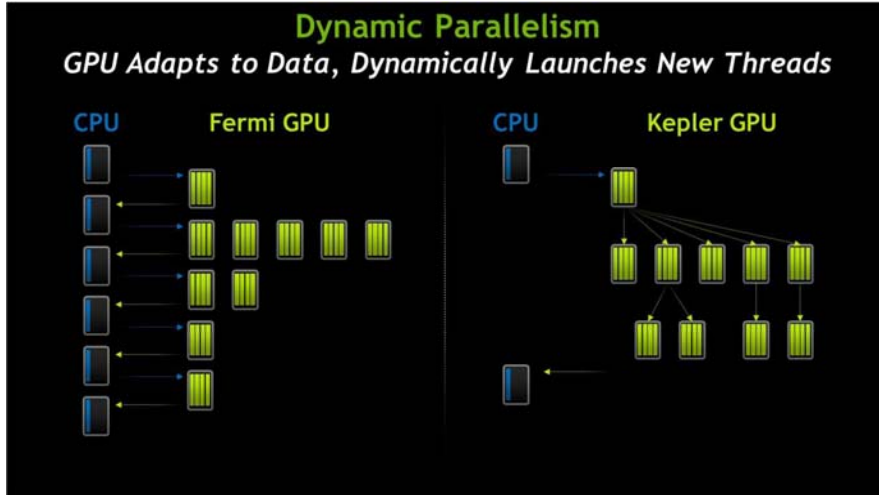 Dynamic Parallelism
GPU Adapts to Data, Dynamically Launches New Threads
CPU Fermi GPU
CPU Kepler GPU